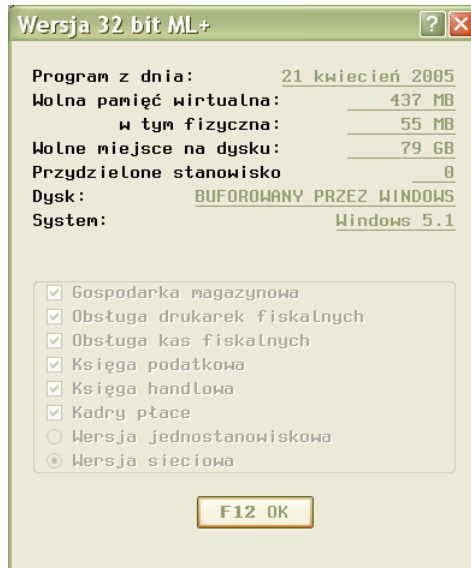 Wersja 32 bit ML+
Program z dnia: 21 kwiecień 2005
Wolna pamięć wirtualna: 437 MB
w tym fizyczna: 55 MB
Wolne miejsce na dysku: 79 GB
Przydzielone stanowisko 0
Dysk: BUFOROWANY PRZEZ WINDOWS
System: Windows 5.1
Gospodarka magazynowa
Obsługa drukarek fiskalnych
Obsługa kas fiskalnych
Księga podatkowa
Księga handlowa
Kadry płace
Wersja jednostanowiskowa
Wersja sieciowa
F12 OK